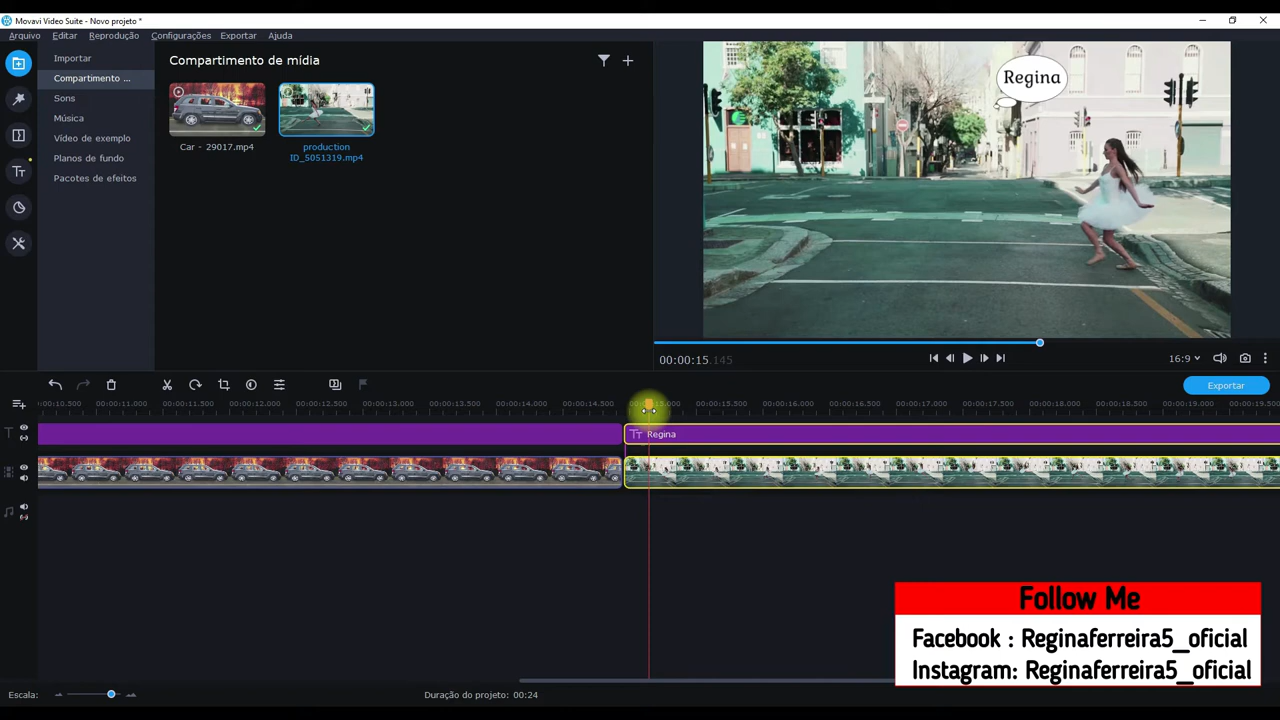 Movavi Video Suite - Novo projeto *
Arquivo Editar Reprodução Configurações Exportar Ajuda
Importar
Compartimento ...
Sons
Música
Vídeo de exemplo
Planos de fundo
Pacotes de efeitos
Compartimento de mídia
Car - 29017.mp4
production
ID_5051319.mp4
Regina
00:00:15.145
16:9
Exportar
00:00:10.500 00:00:11.000 00:00:11.500 00:00:12.000 00:00:12.500 00:00:13.000 00:00:13.500 00:00:14.000 00:00:14.500 00:00:15.000 00:00:15.500 00:00:16.000 00:00:16.500 00:00:17.000 00:00:17.500 00:00:18.000 00:00:18.500 00:00:19.000 00:00:19.500
Regina
Follow Me
Facebook : Reginaferreira5_oficial
Instagram: Reginaferreira5_oficial
Escala:
Duração do projeto: 00:24